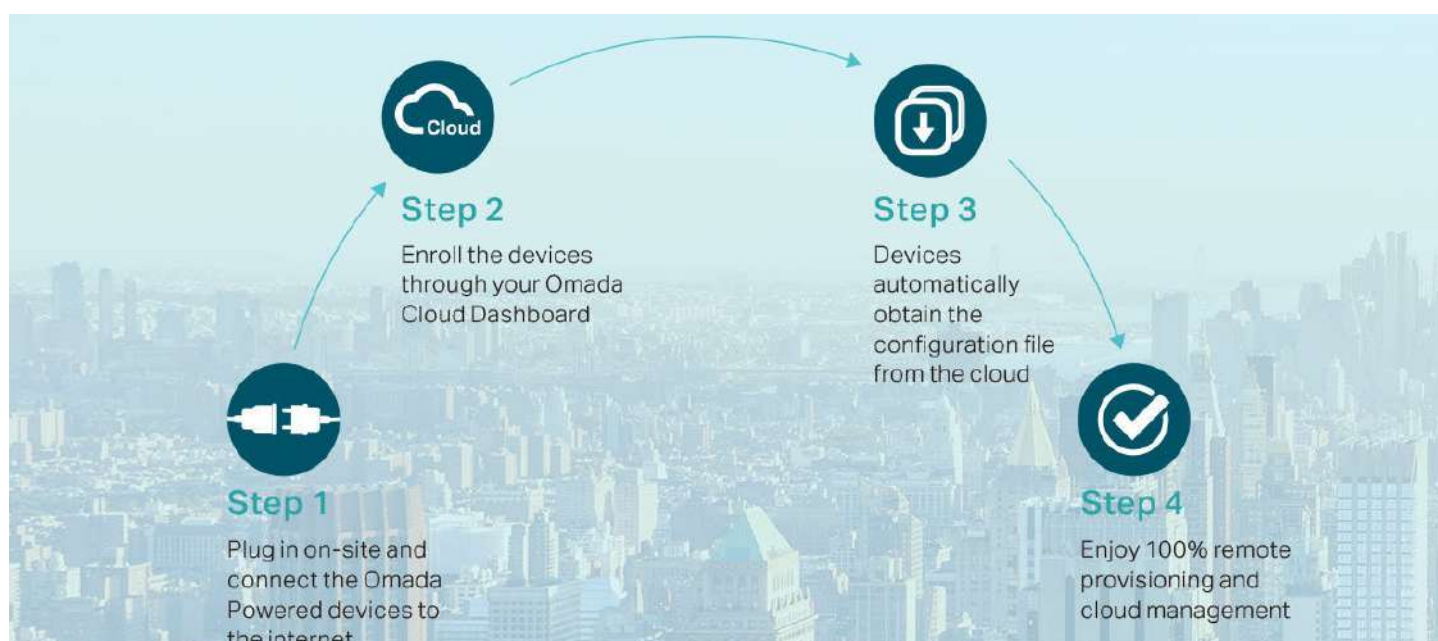 Cloud
Step 2
Enroll the devices
through your Omada
Cloud Dashboard
Step 3
Devices
automatically
obtain the
configuration file
from the cloud
Step 1
Plug in on-site and
connect the Omada
Powered devices to
the internet
Step 4
Enjoy 100% remote
provisioning and
cloud management